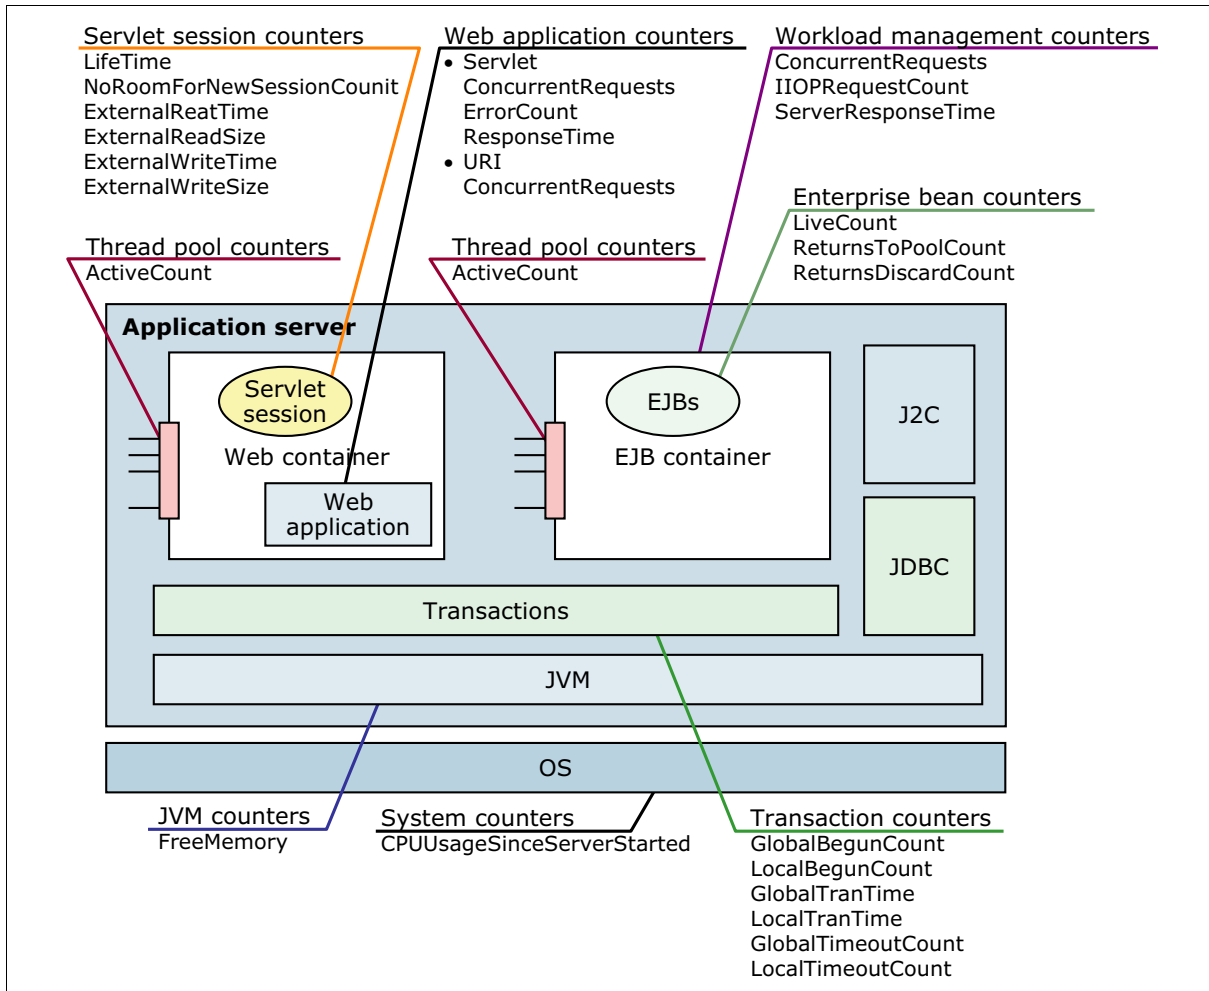 Servlet session counters
LifeTime
NoRoomForNewSessionCounit
ExternalReatTime
ExternalReadSize
ExternalWriteTime
ExternalWriteSize
Web application counters
• Servlet
ConcurrentRequests
ErrorCount
ResponseTime
• URI
ConcurrentRequests
Workload management counters
ConcurrentRequests
IIOPRequestCount
ServerResponseTime
Enterprise bean counters
LiveCount
ReturnsToPoolCount
ReturnsDiscardCount
Thread pool counters
ActiveCount
Thread pool counters
ActiveCount
Application server
Servlet
session
Web container
Web
application
EJBs
EJB container
J2C
JDBC
Transactions
JVM
OS
JVM counters
FreeMemory
System counters
CPUUsageSinceServerStarted
Transaction counters
GlobalBegunCount
LocalBegunCount
GlobalTranTime
LocalTranTime
GlobalTimeoutCount
LocalTimeoutCount